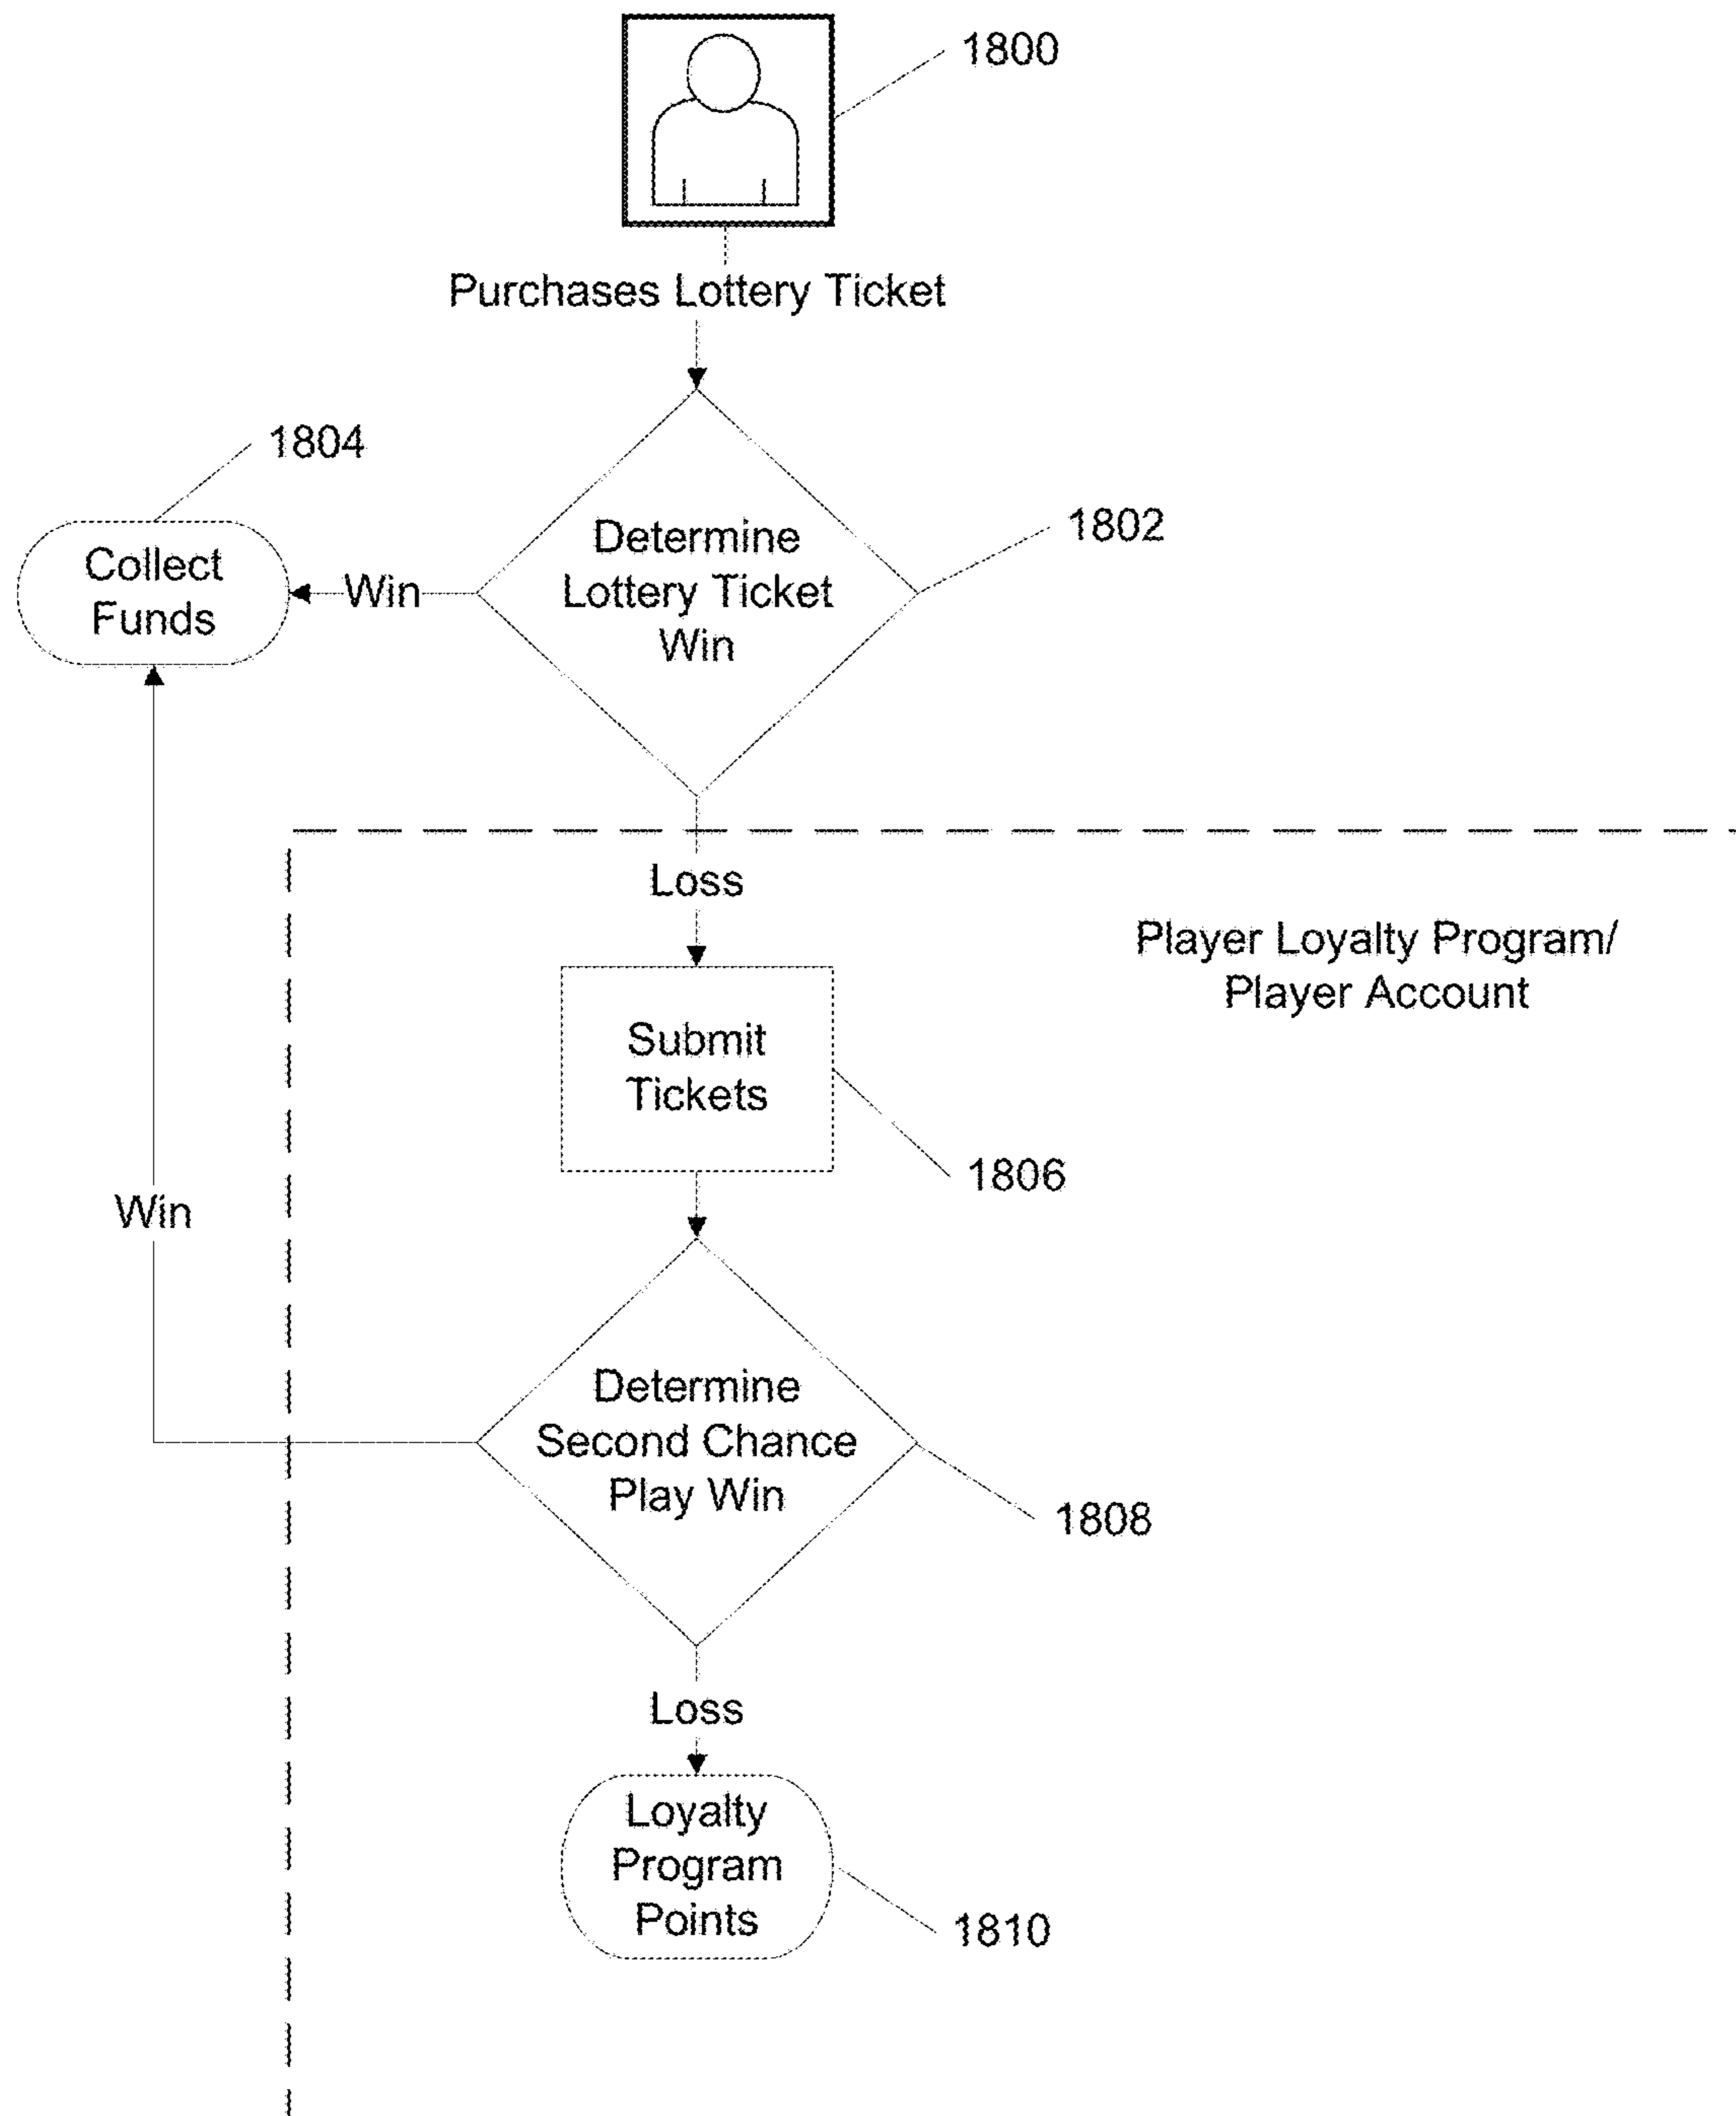 1800
Purchases Lottery Ticket
1804
Collect
Funds
Win
Determine
Lottery Ticket
Win
1802
Loss
Player Loyalty Program/
Player Account
Submit
Tickets
1806
Win
Determine
Second Chance
Play Win
1808
Loss
Loyalty
Program
Points
1810